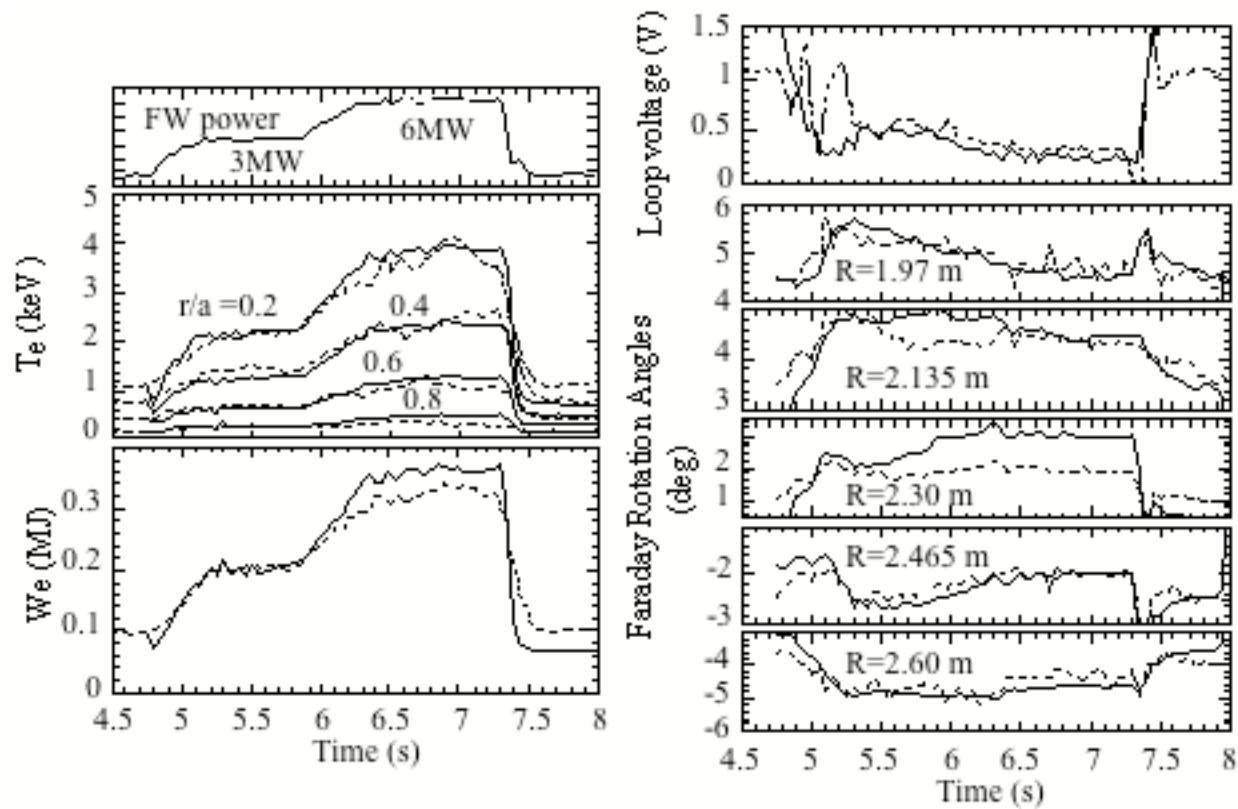 FW power
3MW
6MW
5
4
3
2
1
0
Te (keV)
r/a =0.2
0.4
0.6
0.8
0.3
0.2
0.1
0
We (MJ)
4.5 5 5.5 6 6.5 7 7.5 8
Time (s)
1.5
1
0.5
0
Loop voltage (V)
6
5
4
R=1.97 m
4
3
R=2.135 m
2
1
R=2.30 m
-2
-3
R=2.465 m
-4
-5
-6
R=2.60 m
Faraday Rotation Angles
(deg)
4.5 5 5.5 6 6.5 7 7.5 8
Time (s)